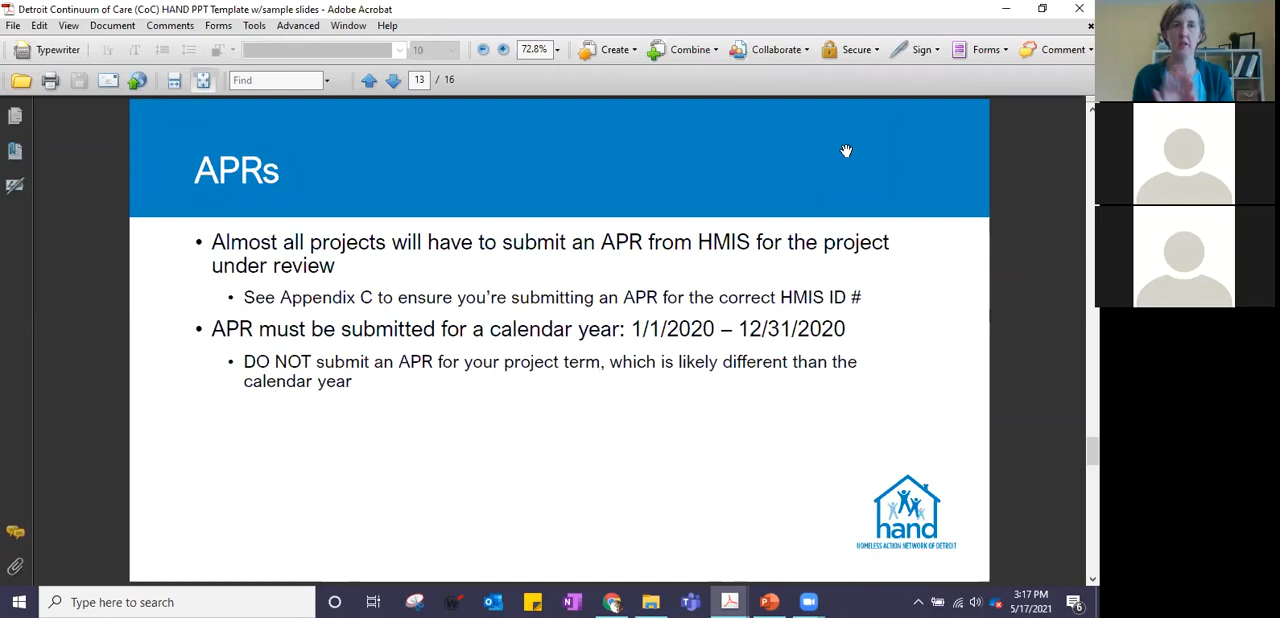 Detroit Continuum of Care (CoC) HAND PPT Template w/sample slides - Adobe Acrobat
File Edit View Document Comments Forms Tools Advanced Window Help
Typewriter 10 72.8% Create Combine Collaborate Secure Sign Forms Comment
Find 13 / 16
APRs
• Almost all projects will have to submit an APR from HMIS for the project
under review
• See Appendix C to ensure you’re submitting an APR for the correct HMIS ID #
• APR must be submitted for a calendar year: 1/1/2020 – 12/31/2020
• DO NOT submit an APR for your project term, which is likely different than the
calendar year
hand
HOMELESS ACTION NETWORK OF DETROIT
Type here to search
3:17 PM
5/17/2021
6